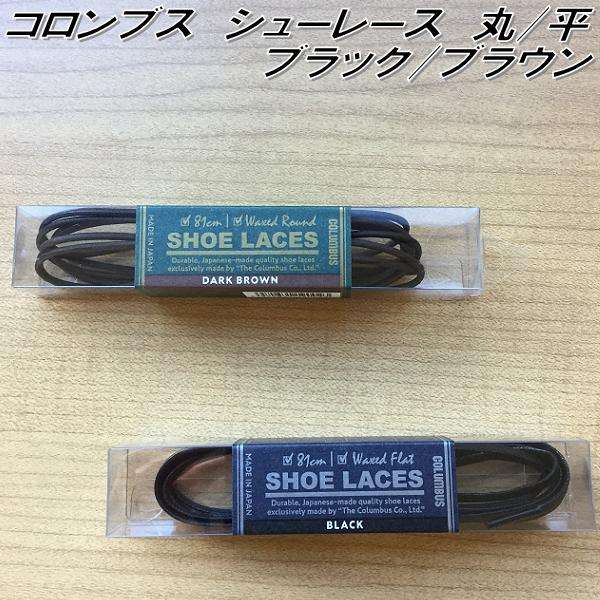 コロンブス シューレース 丸/平
ブラック/ブラウン
MADE IN JAPAN
☑ 81cm | ☑ Waxed Round
SHOE LACES
Durable, Japanese-made quality shoe laces
exclusively made by "The Columbus Co., Ltd."
DARK BROWN
COLUMBUS
MADE IN JAPAN
☑ 81cm | ☑ Waxed Flat
SHOE LACES
Durable, Japanese-made quality shoe laces
exclusively made by "The Columbus Co., Ltd."
BLACK
COLUMBUS